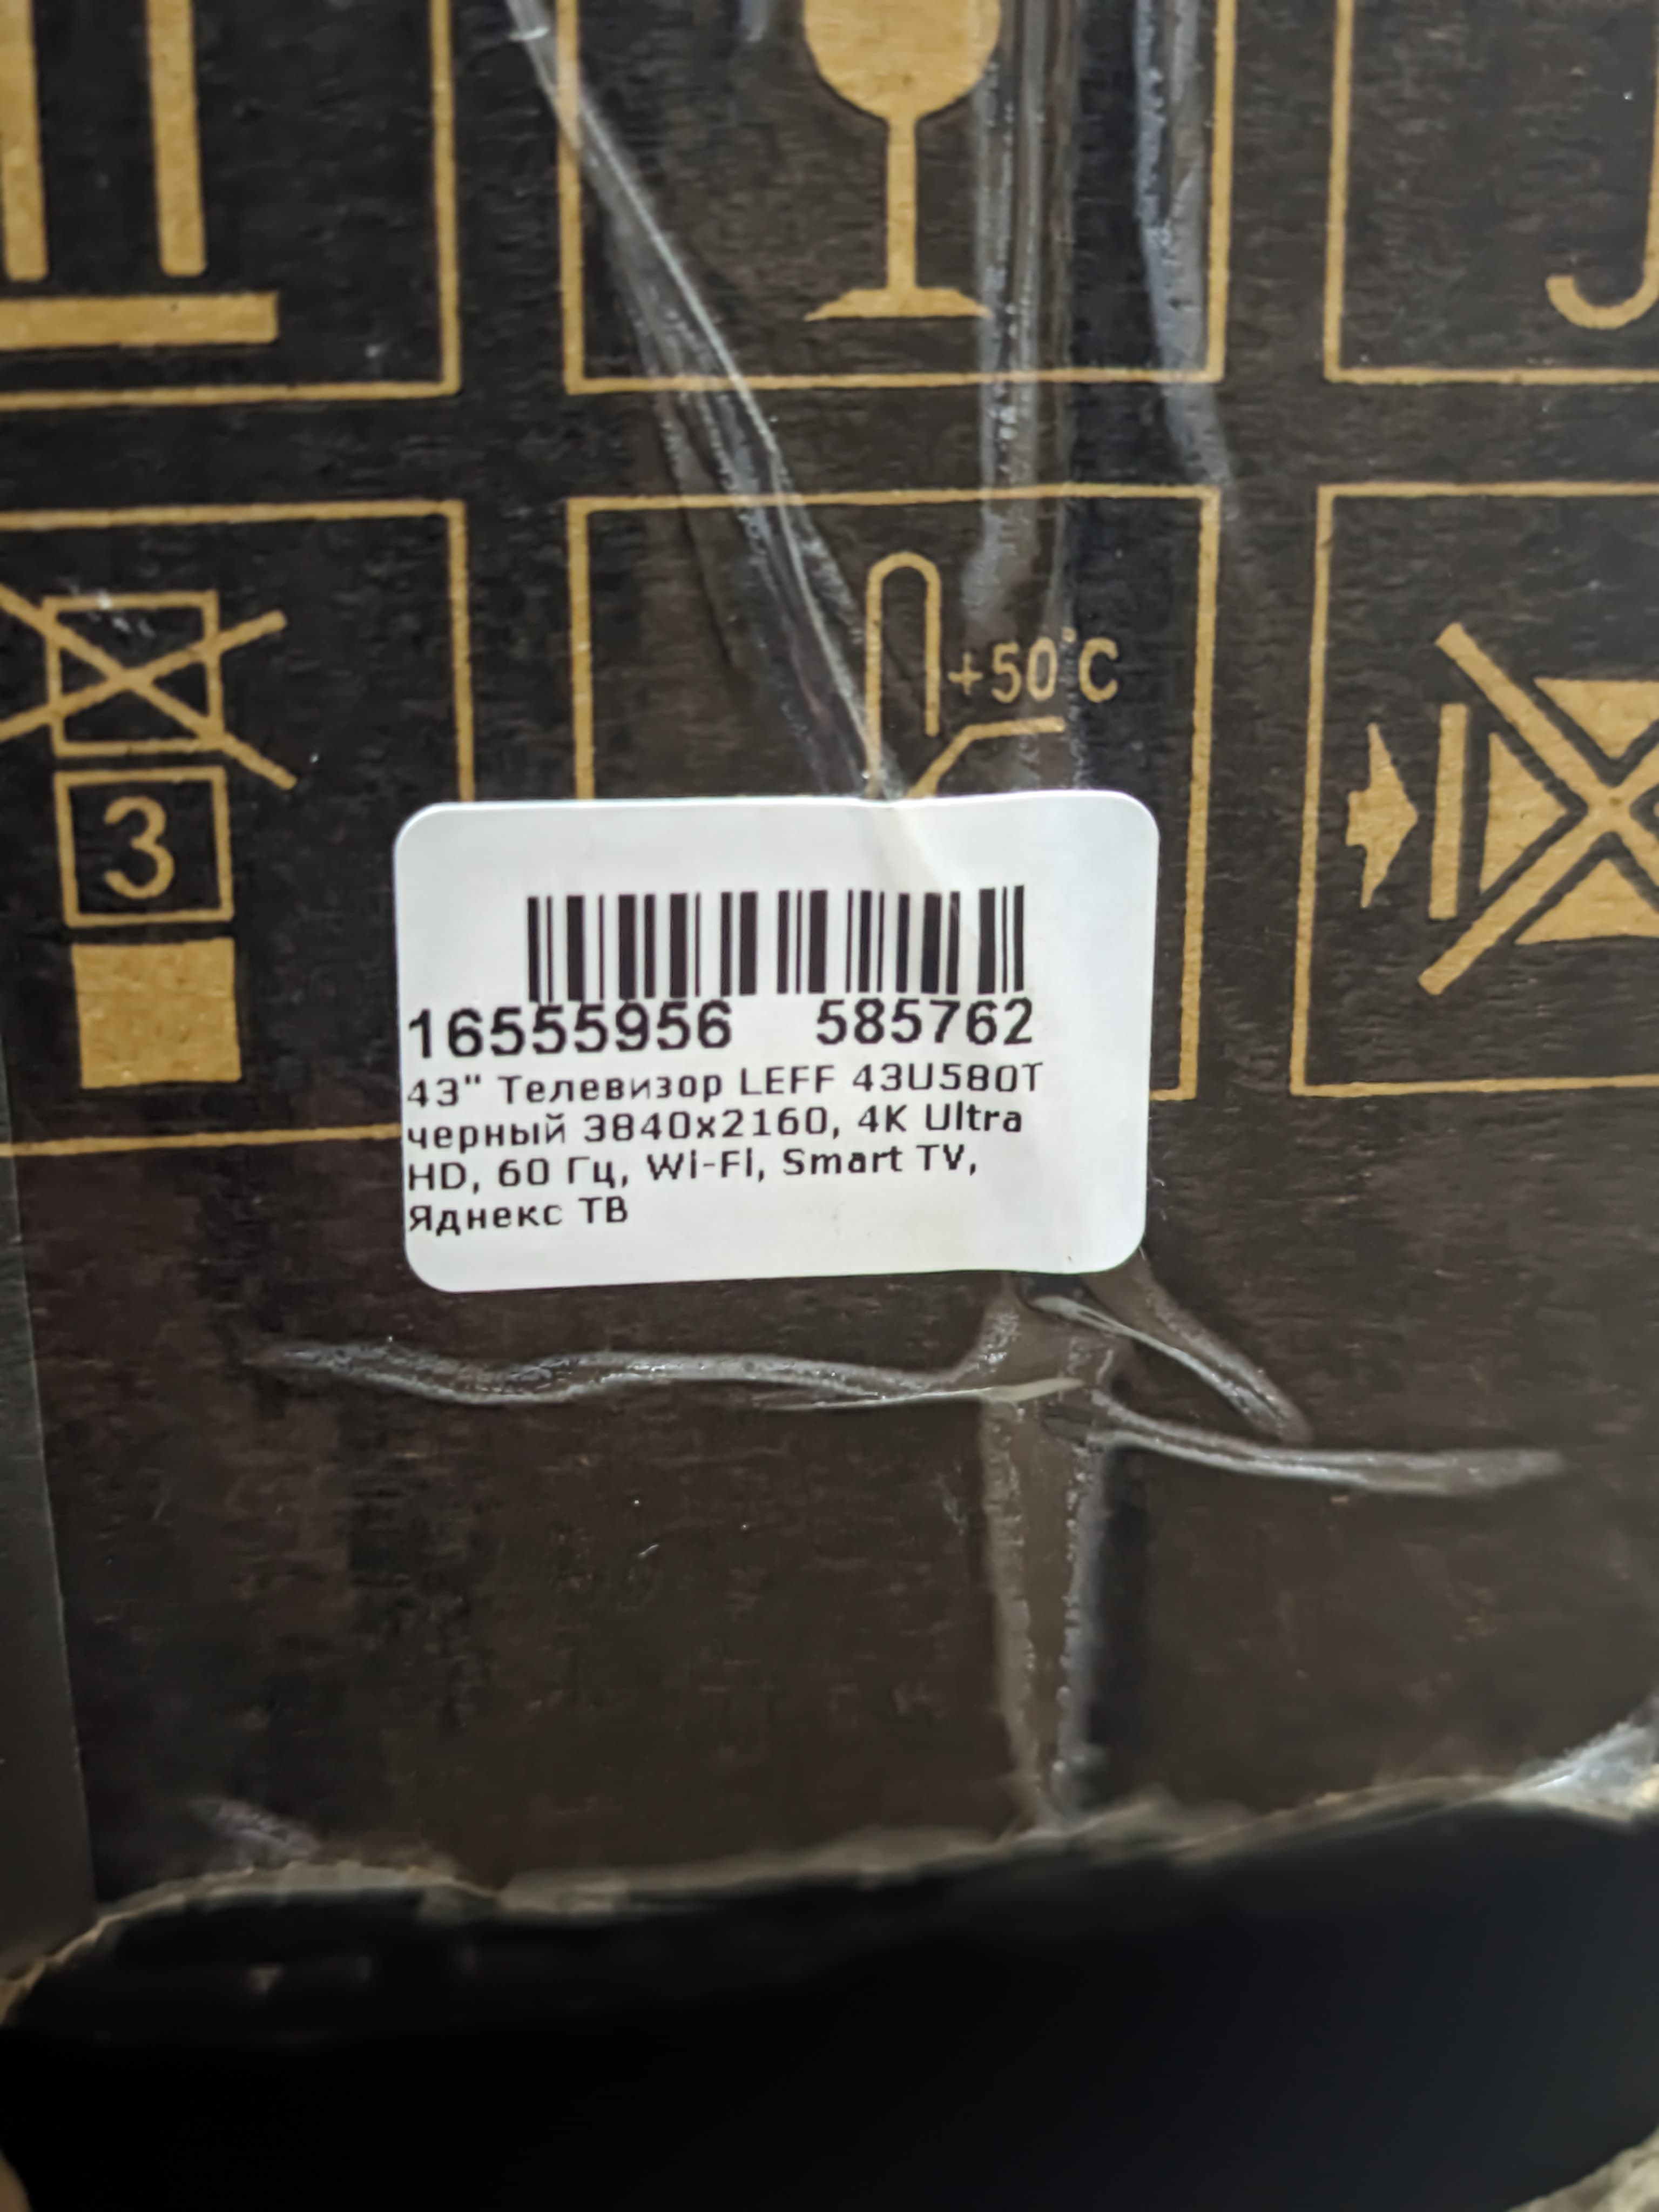 +50°C
3
16555956 585762
43" Телевизор LEFF 43U580T
черный 3840x2160, 4K Ultra
HD, 60 Гц, Wi-Fi, Smart TV,
Яднекс ТВ